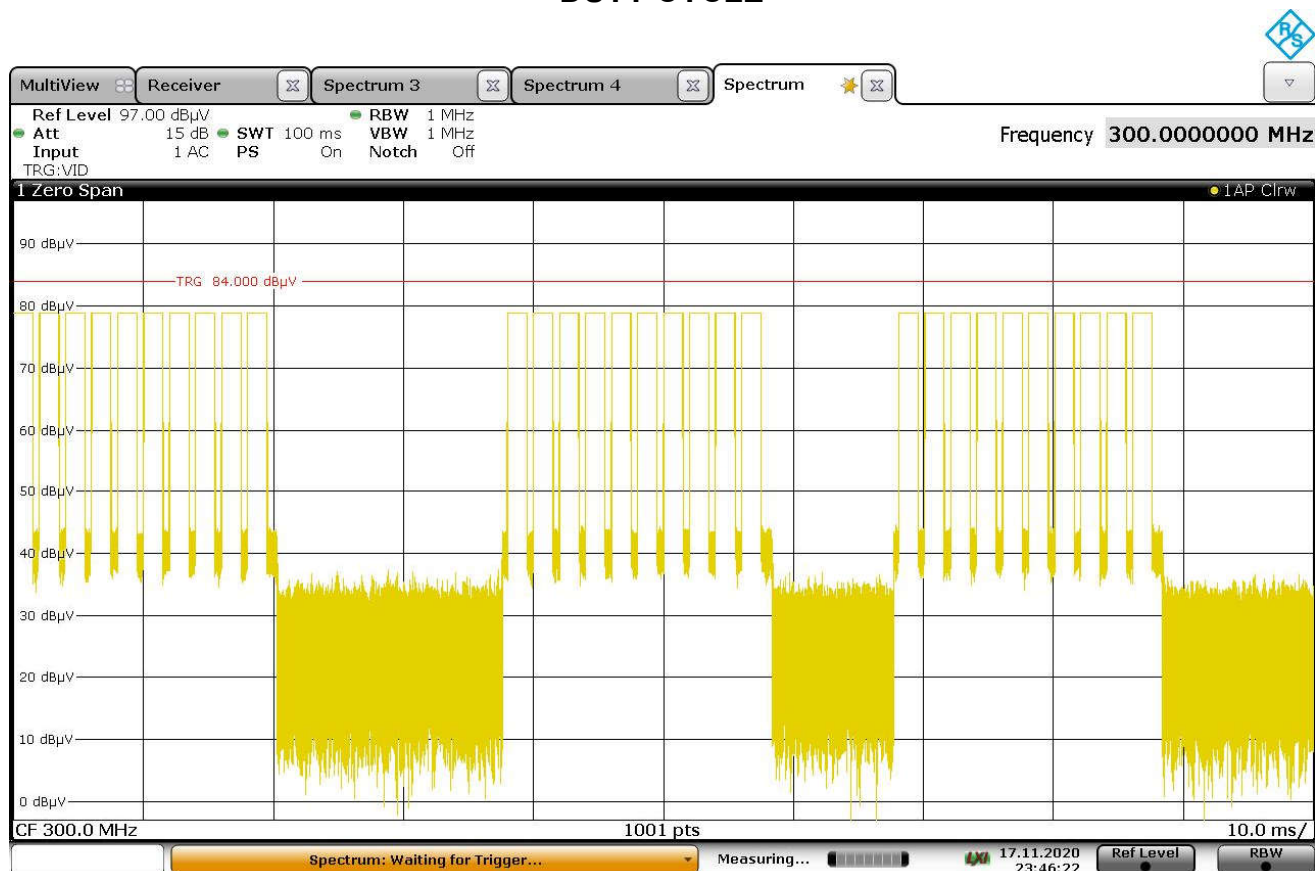 DUTY CYCLE
R&S
MultiView Receiver Spectrum 3 Spectrum 4 Spectrum
Ref Level 97.00 dBµV RBW 1 MHz
Att 15 dB SWT 100 ms VBW 1 MHz Frequency 300.0000000 MHz
Input 1 AC PS On Notch Off
TRG:VID
1 Zero Span 1AP Clrw
90 dBµV
TRG 84.000 dBµV
80 dBµV
70 dBµV
60 dBµV
50 dBµV
40 dBµV
30 dBµV
20 dBµV
10 dBµV
0 dBµV
CF 300.0 MHz 1001 pts 10.0 ms/
Spectrum: Waiting for Trigger... Measuring... LXI 17.11.2020 Ref Level RBW
23:46:22